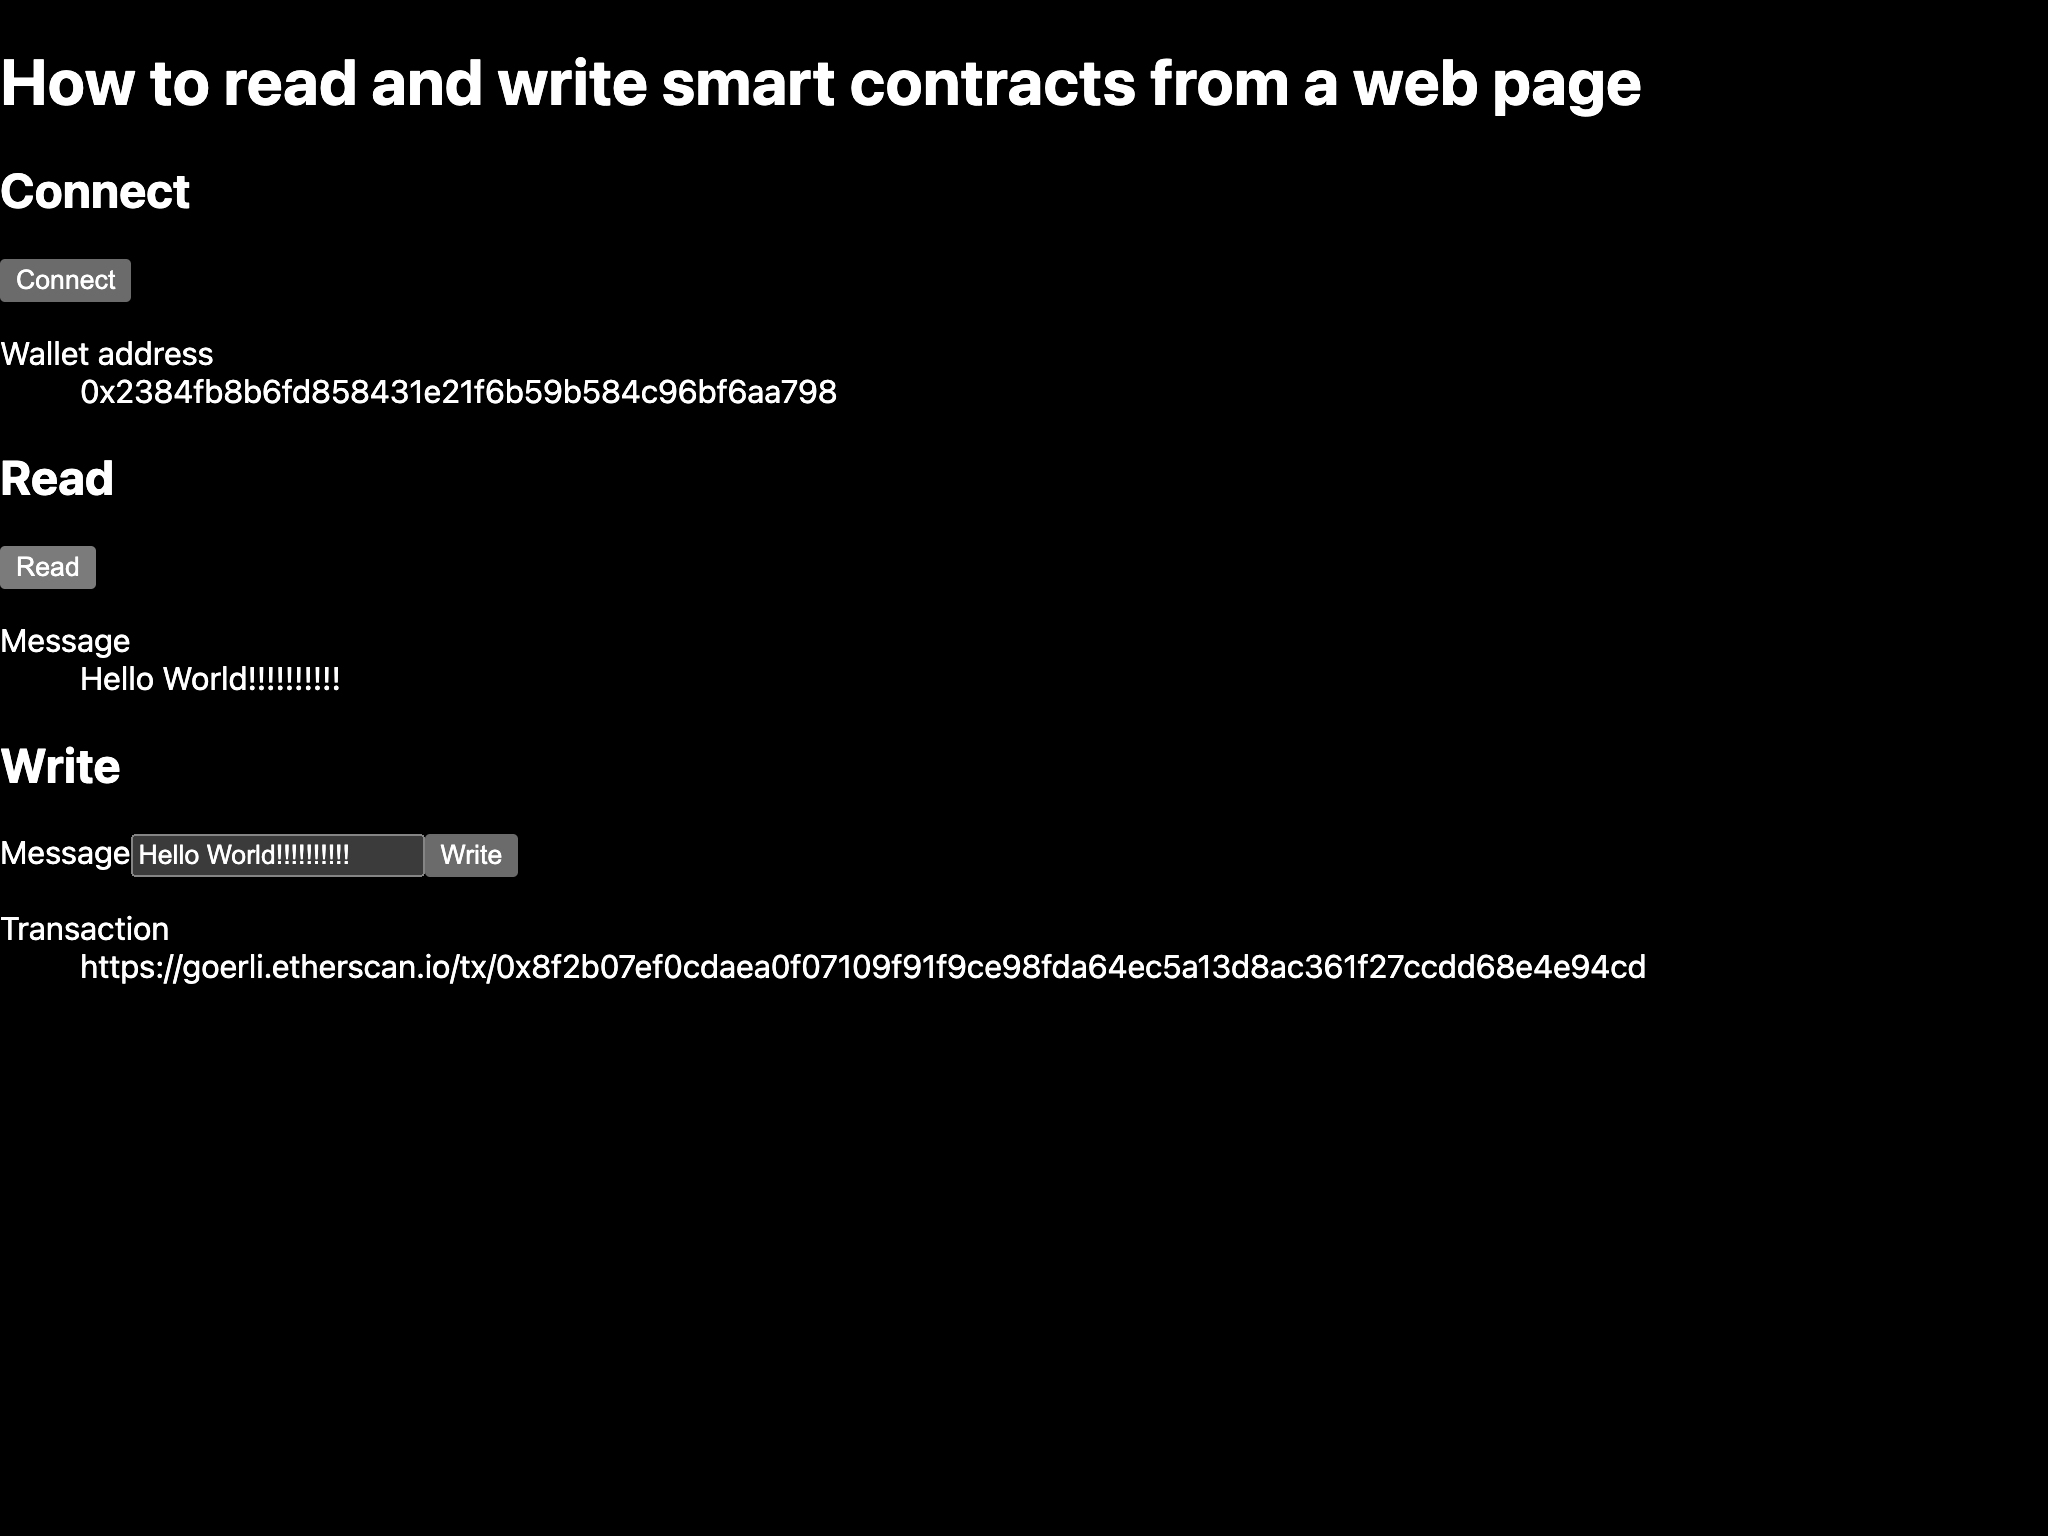 How to read and write smart contracts from a web page
Connect
Connect
Wallet address
0x2384fb8b6fd858431e21f6b59b584c96bf6aa798
Read
Read
Message
Hello World!!!!!!!!!!
Write
Message Hello World!!!!!!!!!! Write
Transaction
https://goerli.etherscan.io/tx/0x8f2b07ef0cdaea0f07109f91f9ce98fda64ec5a13d8ac361f27ccdd68e4e94cd